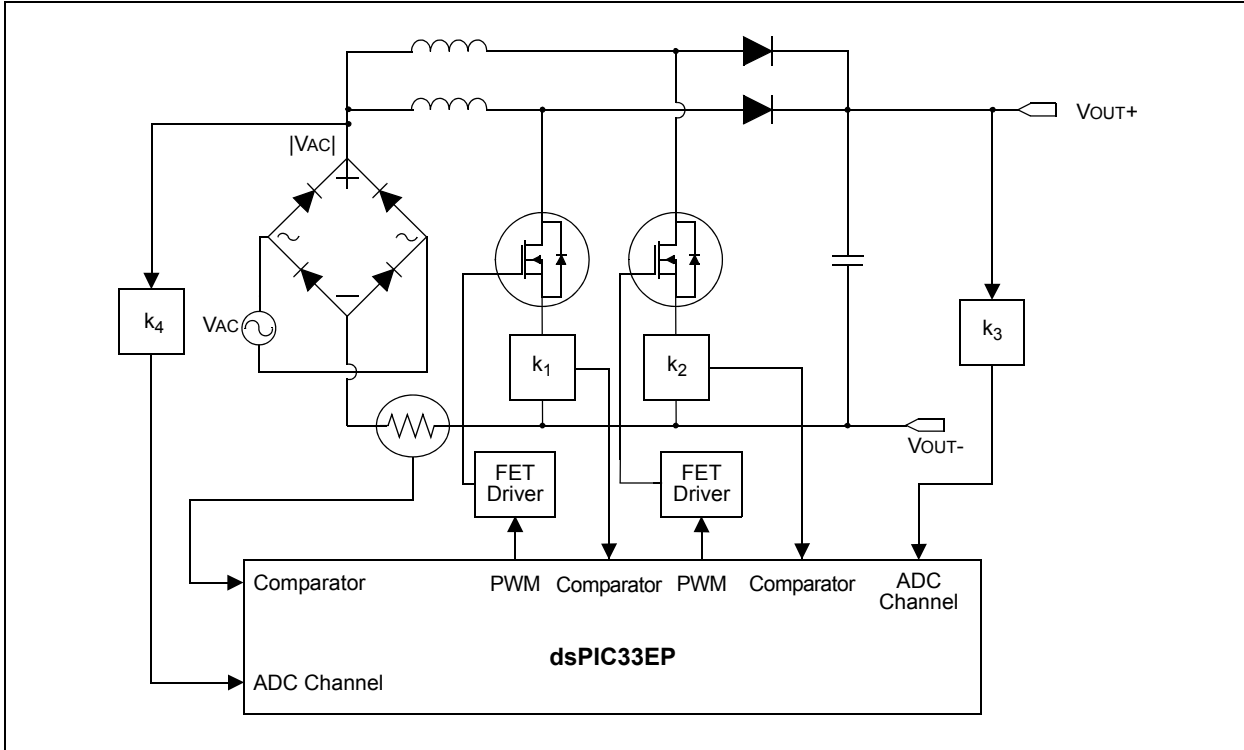 VOUT+
|VAC|
k4
VAC
k1
k2
k3
VOUT-
FET
Driver
FET
Driver
Comparator
PWM
Comparator
PWM
Comparator
ADC
Channel
dsPIC33EP
ADC Channel